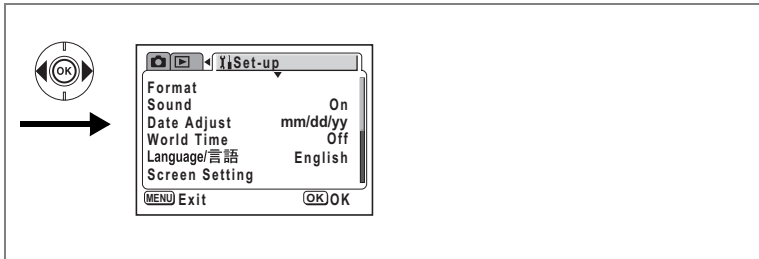 OK
Set-up
Format
Sound On
Date Adjust mm/dd/yy
World Time Off
Language/言語 English
Screen Setting
MENU Exit OK OK